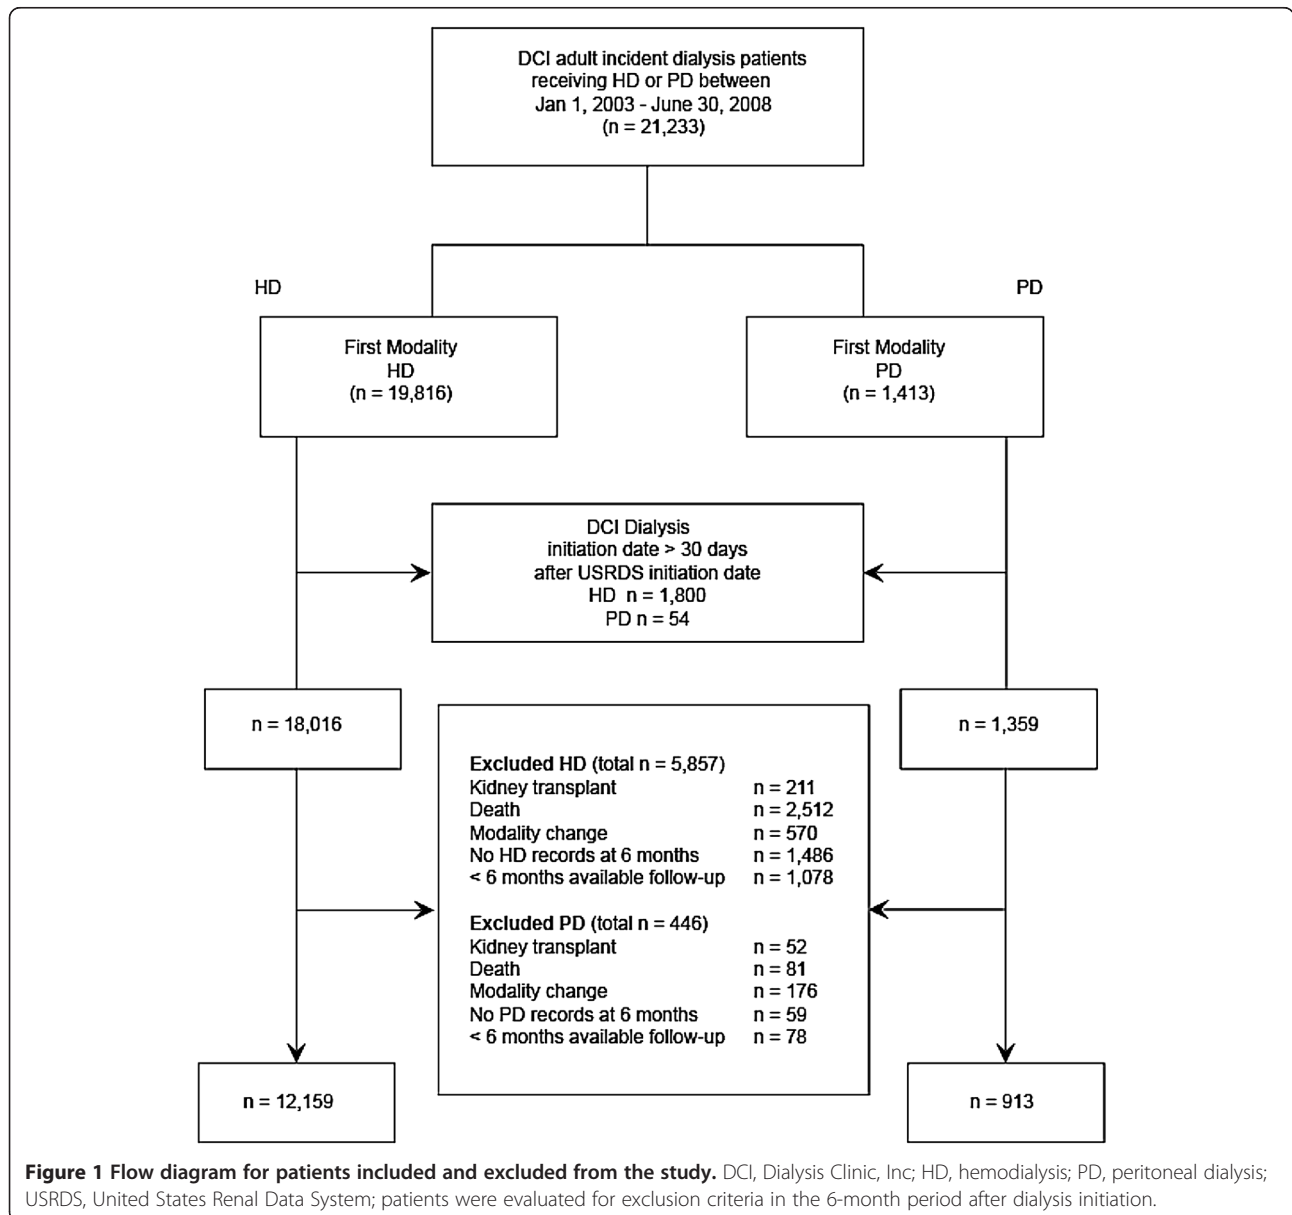 DCI adult incident dialysis patients
receiving HD or PD between
Jan 1, 2003 - June 30, 2008
(n = 21,233)
HD
PD
First Modality
HD
(n = 19,816)
First Modality
PD
(n = 1,413)
DCI Dialysis
initiation date > 30 days
after USRDS initiation date
HD n = 1,800
PD n = 54
n = 18,016
n = 1,359
Excluded HD (total n = 5,857)
Kidney transplant n = 211
Death n = 2,512
Modality change n = 570
No HD records at 6 months n = 1,486
< 6 months available follow-up n = 1,078
Excluded PD (total n = 446)
Kidney transplant n = 52
Death n = 81
Modality change n = 176
No PD records at 6 months n = 59
< 6 months available follow-up n = 78
n = 12,159
n = 913
Figure 1 Flow diagram for patients included and excluded from the study. DCI, Dialysis Clinic, Inc; HD, hemodialysis; PD, peritoneal dialysis;
USRDS, United States Renal Data System; patients were evaluated for exclusion criteria in the 6-month period after dialysis initiation.